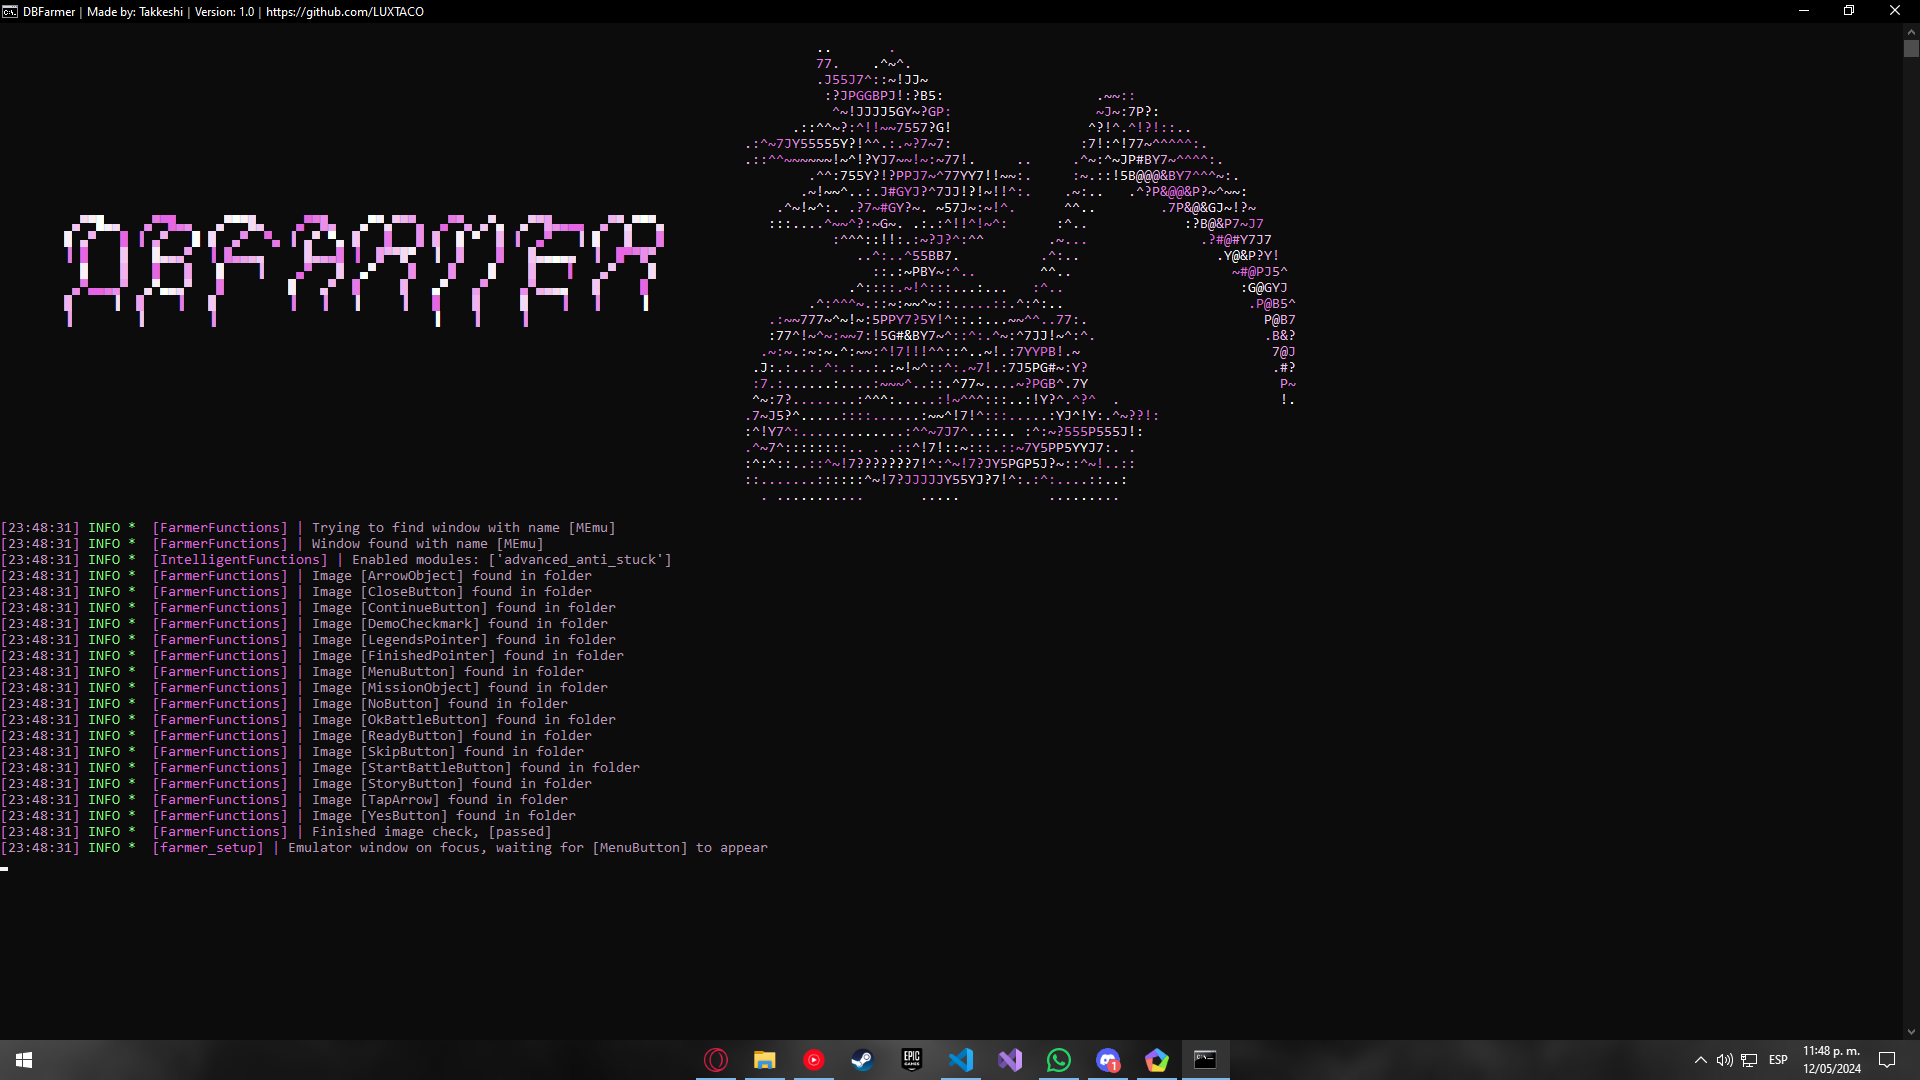 DBFarmer | Made by: Takkeshi | Version: 1.0 | https://github.com/LUXTACO
DBFARMER
[23:48:31] INFO *  [FarmerFunctions] | Trying to find window with name [MEmu]
[23:48:31] INFO *  [FarmerFunctions] | Window found with name [MEmu]
[23:48:31] INFO *  [IntelligentFunctions] | Enabled modules: ['advanced_anti_stuck']
[23:48:31] INFO *  [FarmerFunctions] | Image [ArrowObject] found in folder
[23:48:31] INFO *  [FarmerFunctions] | Image [CloseButton] found in folder
[23:48:31] INFO *  [FarmerFunctions] | Image [ContinueButton] found in folder
[23:48:31] INFO *  [FarmerFunctions] | Image [DemoCheckmark] found in folder
[23:48:31] INFO *  [FarmerFunctions] | Image [LegendsPointer] found in folder
[23:48:31] INFO *  [FarmerFunctions] | Image [FinishedPointer] found in folder
[23:48:31] INFO *  [FarmerFunctions] | Image [MenuButton] found in folder
[23:48:31] INFO *  [FarmerFunctions] | Image [MissionObject] found in folder
[23:48:31] INFO *  [FarmerFunctions] | Image [NoButton] found in folder
[23:48:31] INFO *  [FarmerFunctions] | Image [OkBattleButton] found in folder
[23:48:31] INFO *  [FarmerFunctions] | Image [ReadyButton] found in folder
[23:48:31] INFO *  [FarmerFunctions] | Image [SkipButton] found in folder
[23:48:31] INFO *  [FarmerFunctions] | Image [StartBattleButton] found in folder
[23:48:31] INFO *  [FarmerFunctions] | Image [StoryButton] found in folder
[23:48:31] INFO *  [FarmerFunctions] | Image [TapArrow] found in folder
[23:48:31] INFO *  [FarmerFunctions] | Image [YesButton] found in folder
[23:48:31] INFO *  [FarmerFunctions] | Finished image check, [passed]
[23:48:31] INFO *  [farmer_setup] | Emulator window on focus, waiting for [MenuButton] to appear
EPIC GAMES
1
ESP
11:48 p. m.
12/05/2024